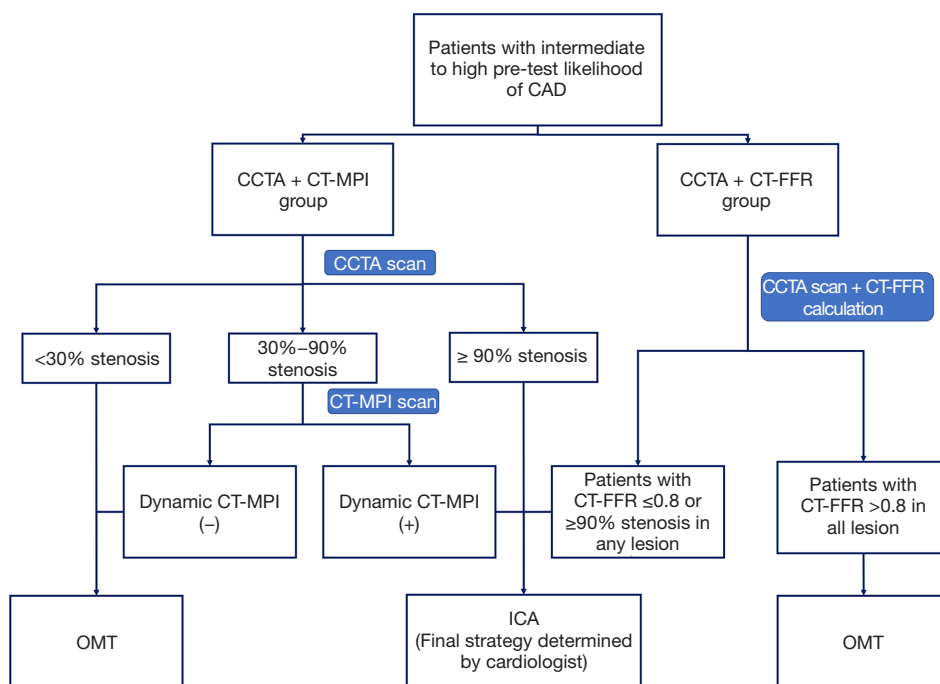 Patients with intermediate
to high pre-test likelihood
of CAD
CCTA + CT-MPI
group
CCTA + CT-FFR
group
CCTA scan
CCTA scan + CT-FFR
calculation
<30% stenosis
30%–90%
stenosis
≥ 90% stenosis
CT-MPI scan
Dynamic CT-MPI
(–)
Dynamic CT-MPI
(+)
Patients with
CT-FFR ≤0.8 or
≥90% stenosis in
any lesion
Patients with
CT-FFR >0.8 in
all lesion
OMT
ICA
(Final strategy determined
by cardiologist)
OMT